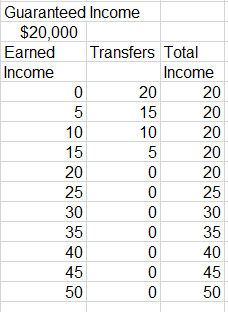 Guaranteed Income
$20,000
Earned Transfers Total
Income Income
0 20 20
5 15 20
10 10 20
15 5 20
20 0 20
25 0 25
30 0 30
35 0 35
40 0 40
45 0 45
50 0 50